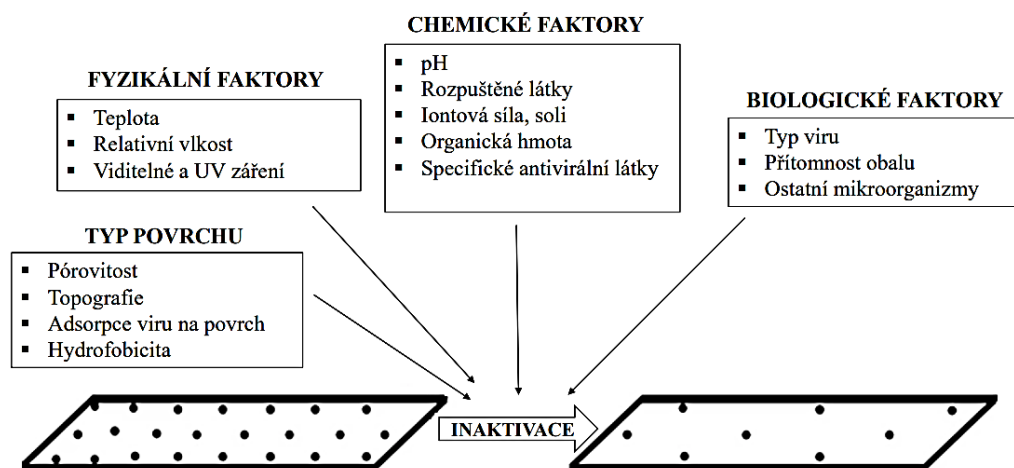 CHEMICKÉ FAKTORY
pH
Rozpuštěné látky
Iontová síla, soli
Organická hmota
Specifické antivirální látky
FYZIKÁLNÍ FAKTORY
Teplota
Relativní vlkost
Viditelné a UV záření
BIOLOGICKÉ FAKTORY
Typ viru
Přítomnost obalu
Ostatní mikroorganizmy
TYP POVRCHU
Pórovitost
Topografie
Adsorpce viru na povrch
Hydrofobicita
INAKTIVACE